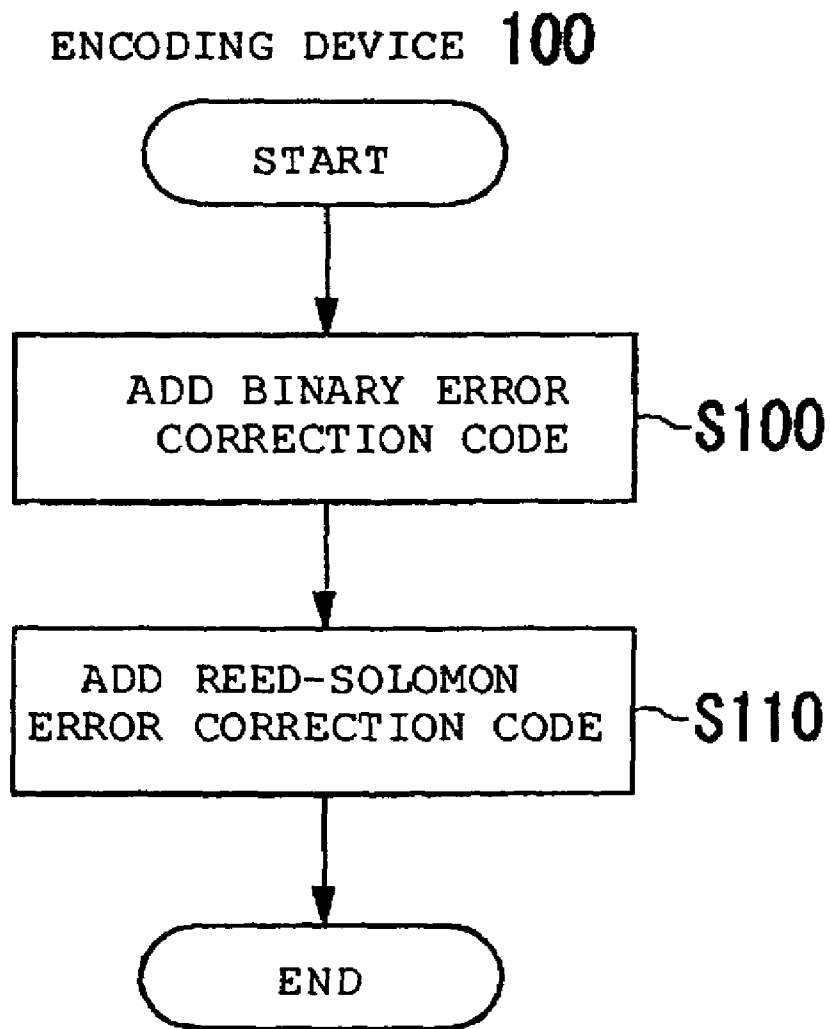 ENCODING DEVICE 100
START
ADD BINARY ERROR
CORRECTION CODE
S100
ADD REED-SOLOMON
ERROR CORRECTION CODE
S110
END